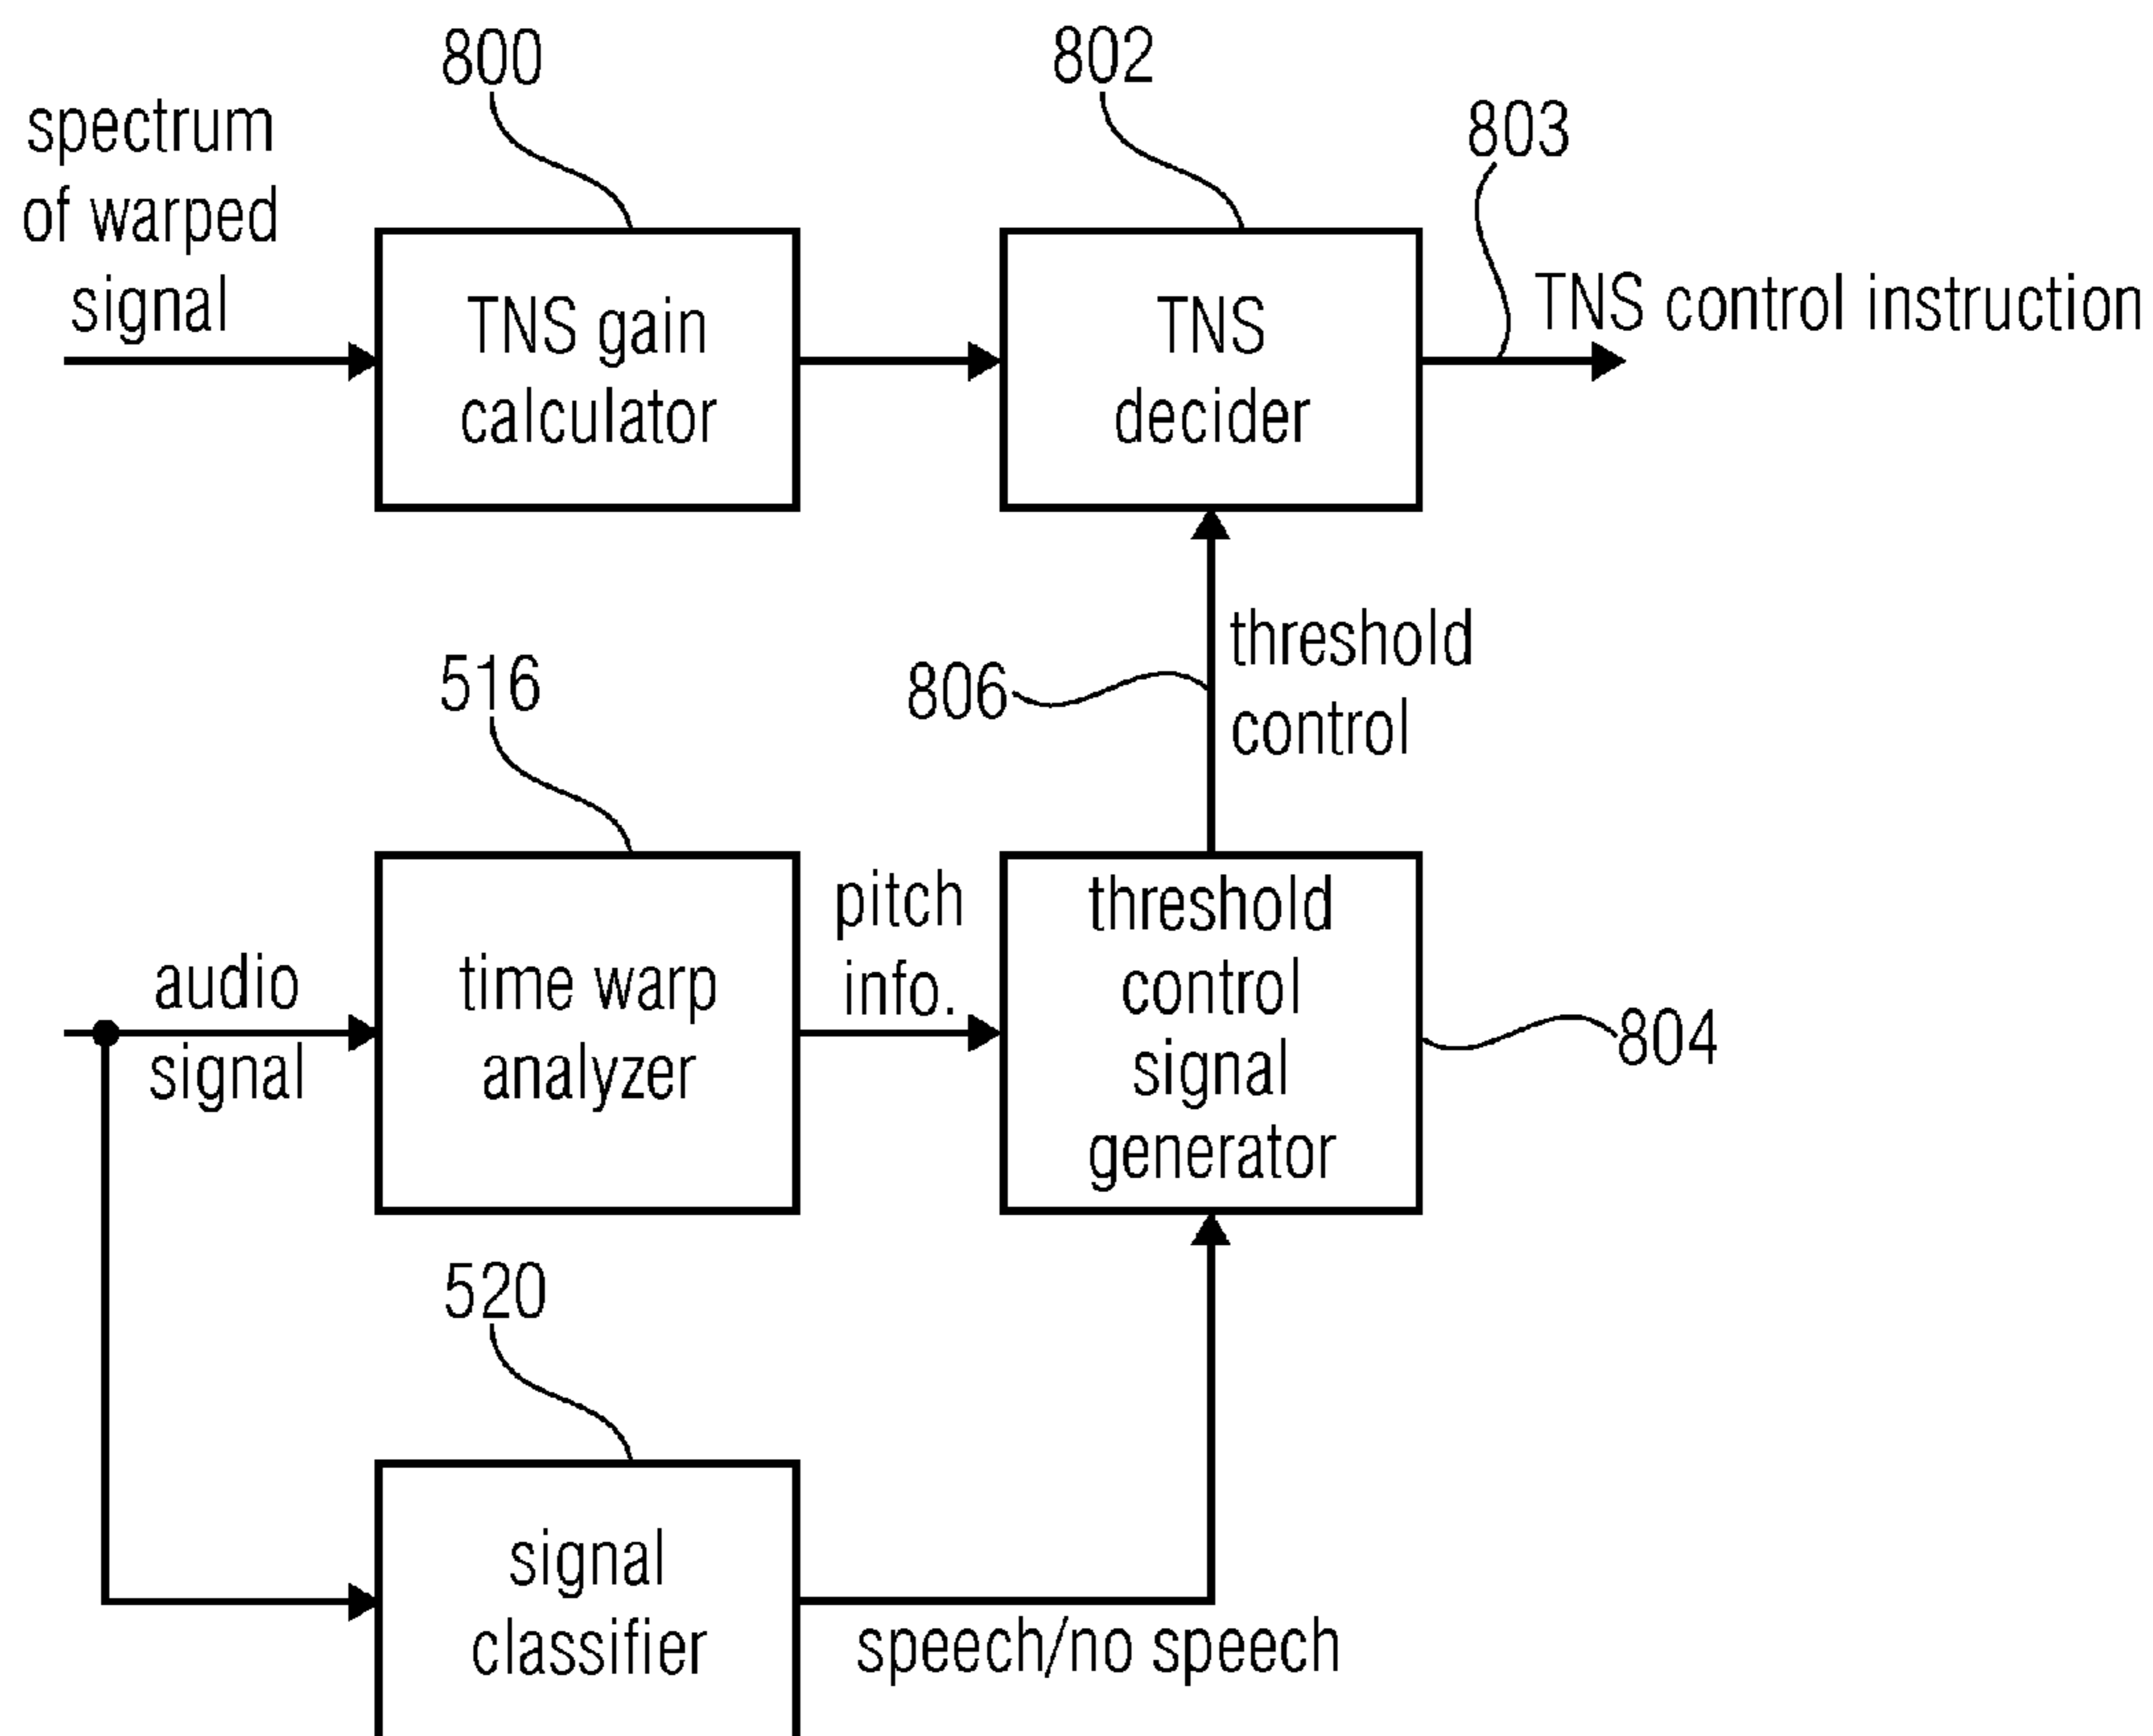 800
802
803
spectrum
of warped
signal
TNS gain
calculator
TNS
decider
TNS control instruction
516
806
threshold
control
audio
signal
time warp
analyzer
pitch
info.
threshold
control
signal
generator
804
520
signal
classifier
speech/no speech